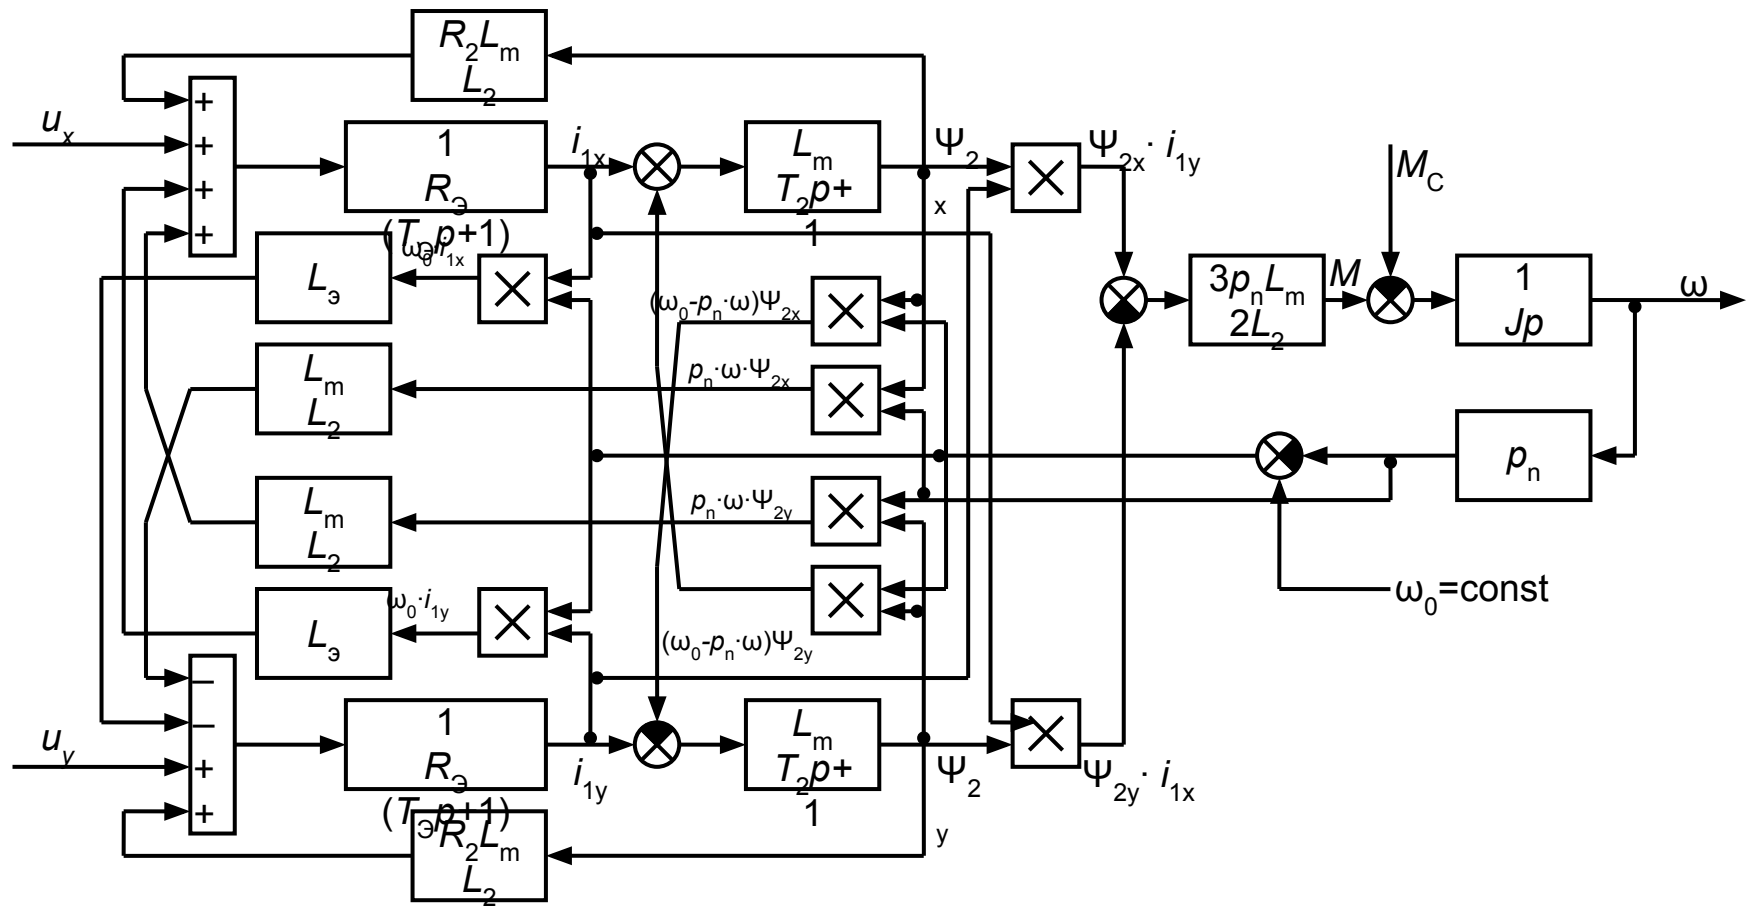 R₂Lₘ
L₂
+
uₓ
+
+
+
1
Rэ
(Tэp+1)
i₁ₓ
Lₘ
T₂p+
1
Ψ₂
x
Ψ₂ₓ· i₁y
M_C
ω₀·i₁ₓ
Lэ
(ω₀-pₙ·ω)Ψ₂ₓ
3pₙLₘ
2L₂
M
1
Jp
ω
Lₘ
L₂
pₙ·ω·Ψ₂ₓ
pₙ
Lₘ
L₂
pₙ·ω·Ψ₂y
ω₀=const
ω₀·i₁y
Lэ
(ω₀-pₙ·ω)Ψ₂y
–
–
u_y
+
+
1
Rэ
(Tэp+1)
i₁y
Lₘ
T₂p+
1
Ψ₂
y
Ψ₂y· i₁ₓ
R₂Lₘ
L₂